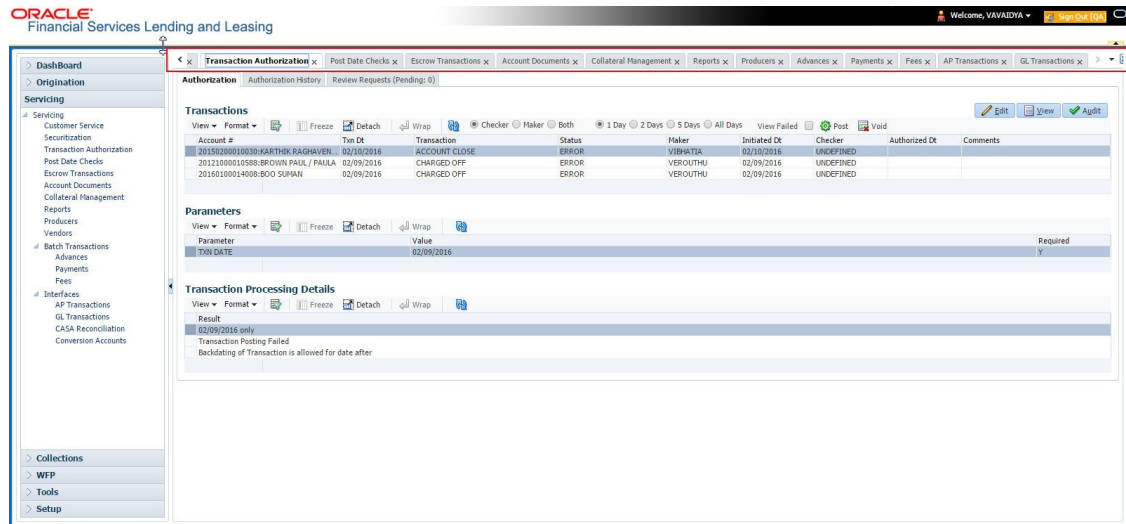 ORACLE
Financial Services Lending and Leasing
Welcome, VAVAIDYA
Sign Out [QA]
DashBoard
Origination
Servicing
Servicing
Customer Service
Securitization
Transaction Authorization
Post Date Checks
Escrow Transactions
Account Documents
Collateral Management
Reports
Producers
Vendors
Batch Transactions
Advances
Payments
Fees
Interfaces
AP Transactions
GL Transactions
CASA Reconciliation
Conversion Accounts
Collections
WFP
Tools
Setup
Transaction Authorization x Post Date Checks x Escrow Transactions x Account Documents x Collateral Management x Reports x Producers x Advances x Payments x Fees x AP Transactions x GL Transactions x
Authorization Authorization History Review Requests (Pending: 0)
Transactions
Edit View Audit
View Format Freeze Detach Wrap Checker Maker Both 1 Day 2 Days 5 Days All Days View Failed Post Void
Account # Txn Dt Transaction Status Maker Initiated Dt Checker Authorized Dt Comments
20150200010030:KARTHIK RAGHAVEN... 02/10/2016 ACCOUNT CLOSE ERROR VIBHATIA 02/10/2016 UNDEFINED
20121000010588:BROWN PAUL / PAULA 02/09/2016 CHARGED OFF ERROR VEROUTHU 02/09/2016 UNDEFINED
20160100014008:BOO SUMAN 02/09/2016 CHARGED OFF ERROR VEROUTHU 02/09/2016 UNDEFINED
Parameters
View Format Freeze Detach Wrap
Parameter Value Required
TXN DATE 02/09/2016 Y
Transaction Processing Details
View Format Freeze Detach Wrap
Result
02/09/2016 only
Transaction Posting Failed
Backdating of Transaction is allowed for date after